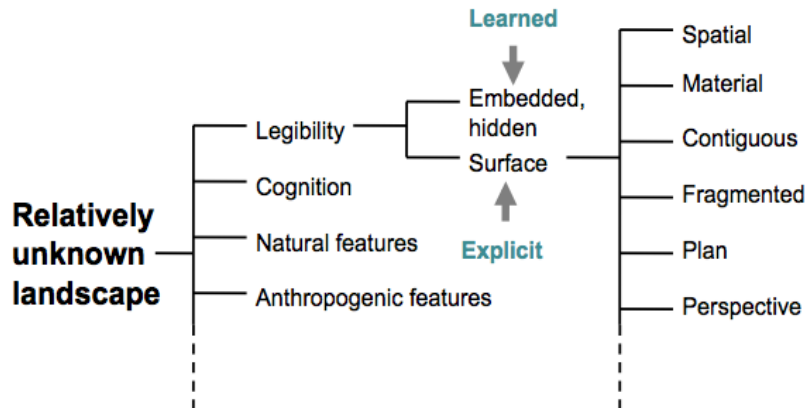 Relatively
unknown
landscape
Legibility
Cognition
Natural features
Anthropogenic features
Learned
Embedded,
hidden
Surface
Explicit
Spatial
Material
Contiguous
Fragmented
Plan
Perspective